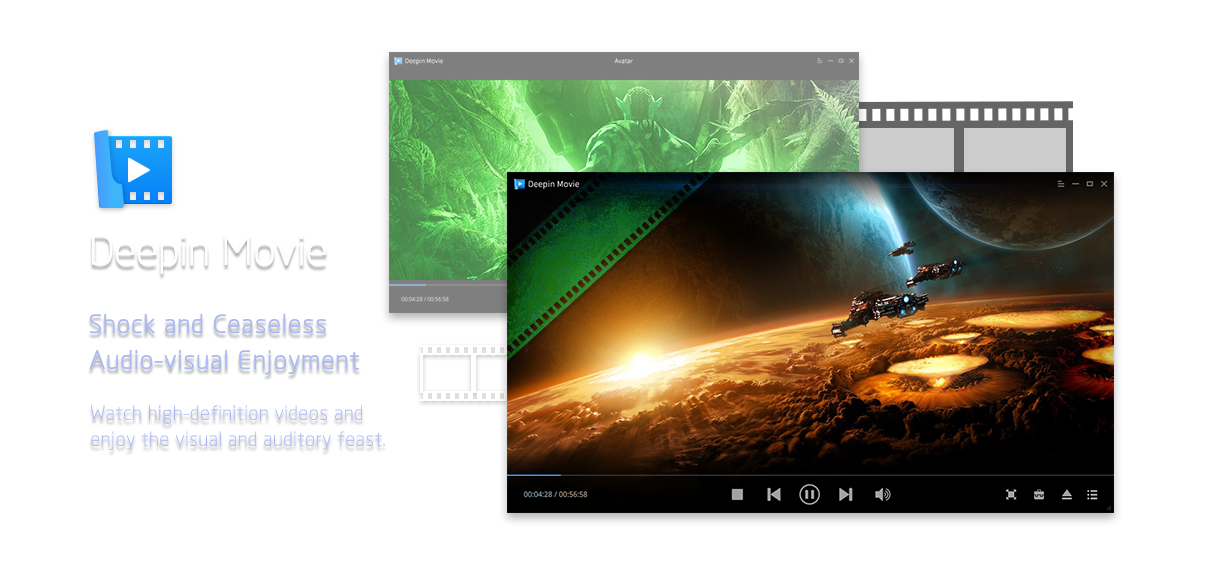 Deepin Movie
Avatar
00:04:28 / 00:56:58
Deepin Movie
00:04:28 / 00:56:58
Deepin Movie
Shock and Ceaseless
Audio-visual Enjoyment
Watch high-definition videos and
enjoy the visual and auditory feast.